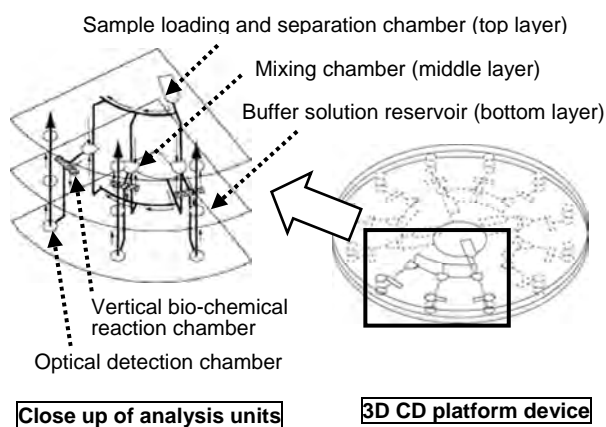 Sample loading and separation chamber (top layer)
Mixing chamber (middle layer)
Buffer solution reservoir (bottom layer)
Vertical bio-chemical
reaction chamber
Optical detection chamber
Close up of analysis units
3D CD platform device